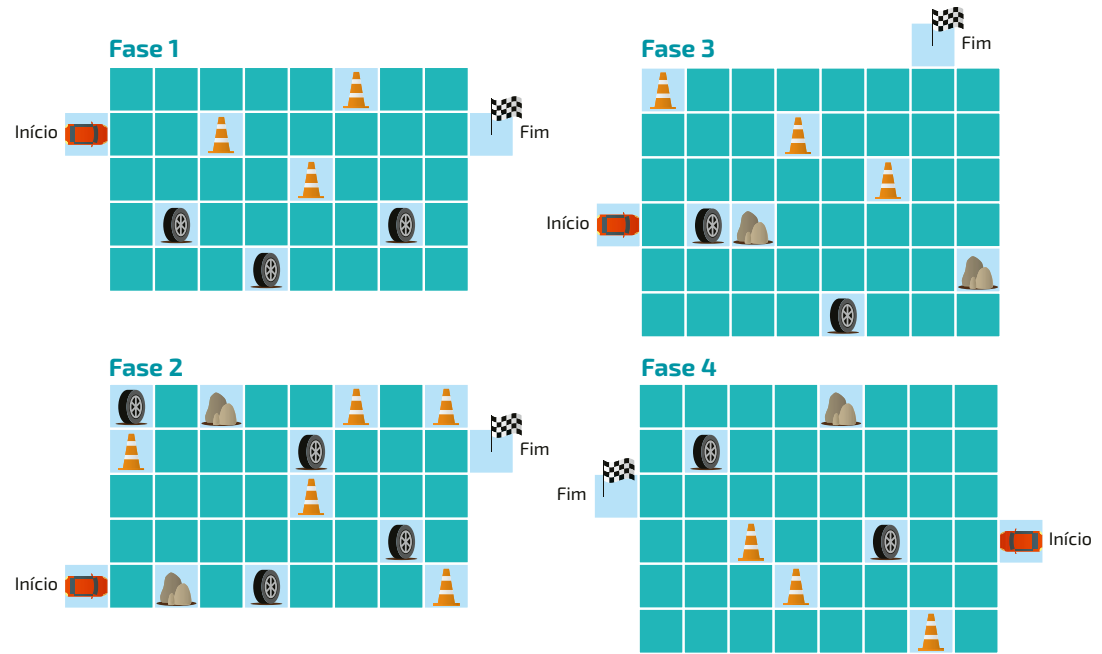 Fase 1
Início
Fim
Fase 3
Fim
Início
Fase 2
Fim
Início
Fase 4
Fim
Início